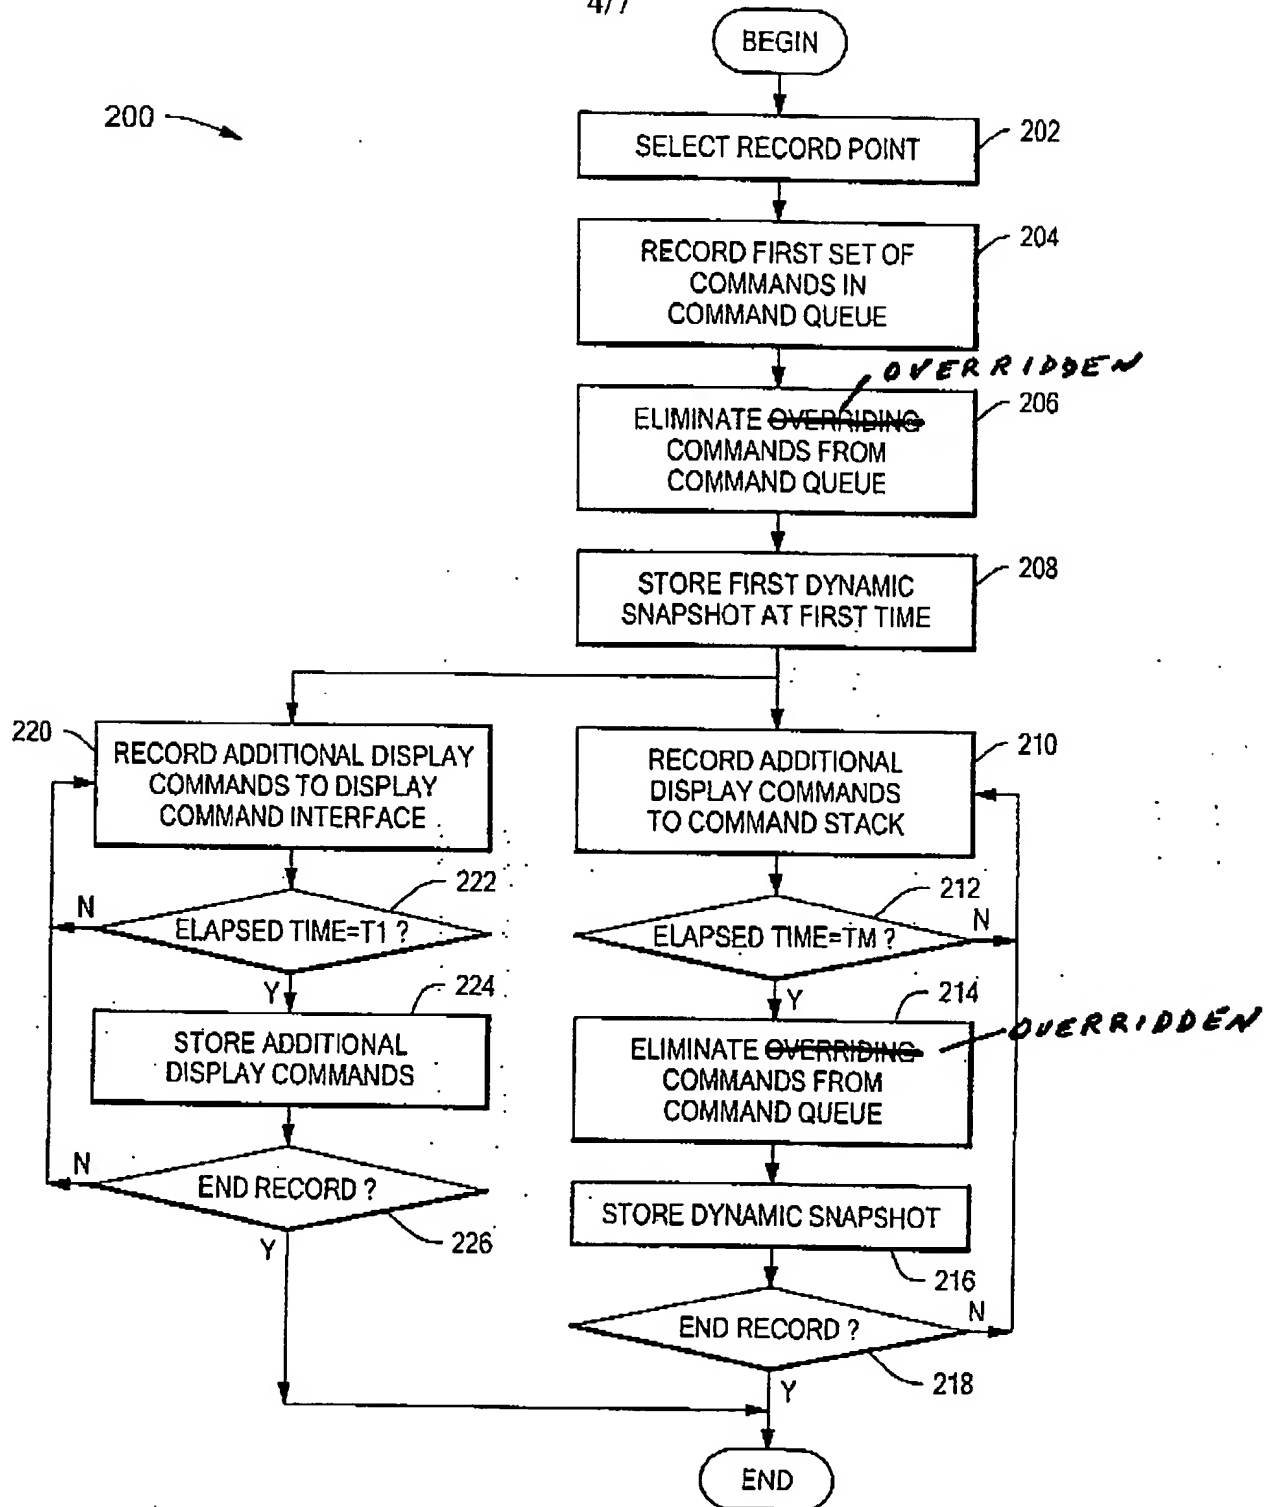 4/7
BEGIN
200
SELECT RECORD POINT
202
RECORD FIRST SET OF
COMMANDS IN
COMMAND QUEUE
204
OVERRIDDEN
ELIMINATE OVERRIDING
COMMANDS FROM
COMMAND QUEUE
206
STORE FIRST DYNAMIC
SNAPSHOT AT FIRST TIME
208
220
RECORD ADDITIONAL DISPLAY
COMMANDS TO DISPLAY
COMMAND INTERFACE
RECORD ADDITIONAL
DISPLAY COMMANDS
TO COMMAND STACK
210
222
N
ELAPSED TIME=T1 ?
Y
212
ELAPSED TIME=TM ?
N
Y
224
STORE ADDITIONAL
DISPLAY COMMANDS
214
OVERRIDDEN
ELIMINATE OVERRIDING
COMMANDS FROM
COMMAND QUEUE
N
END RECORD ?
Y
226
STORE DYNAMIC SNAPSHOT
216
END RECORD ?
N
Y
218
END